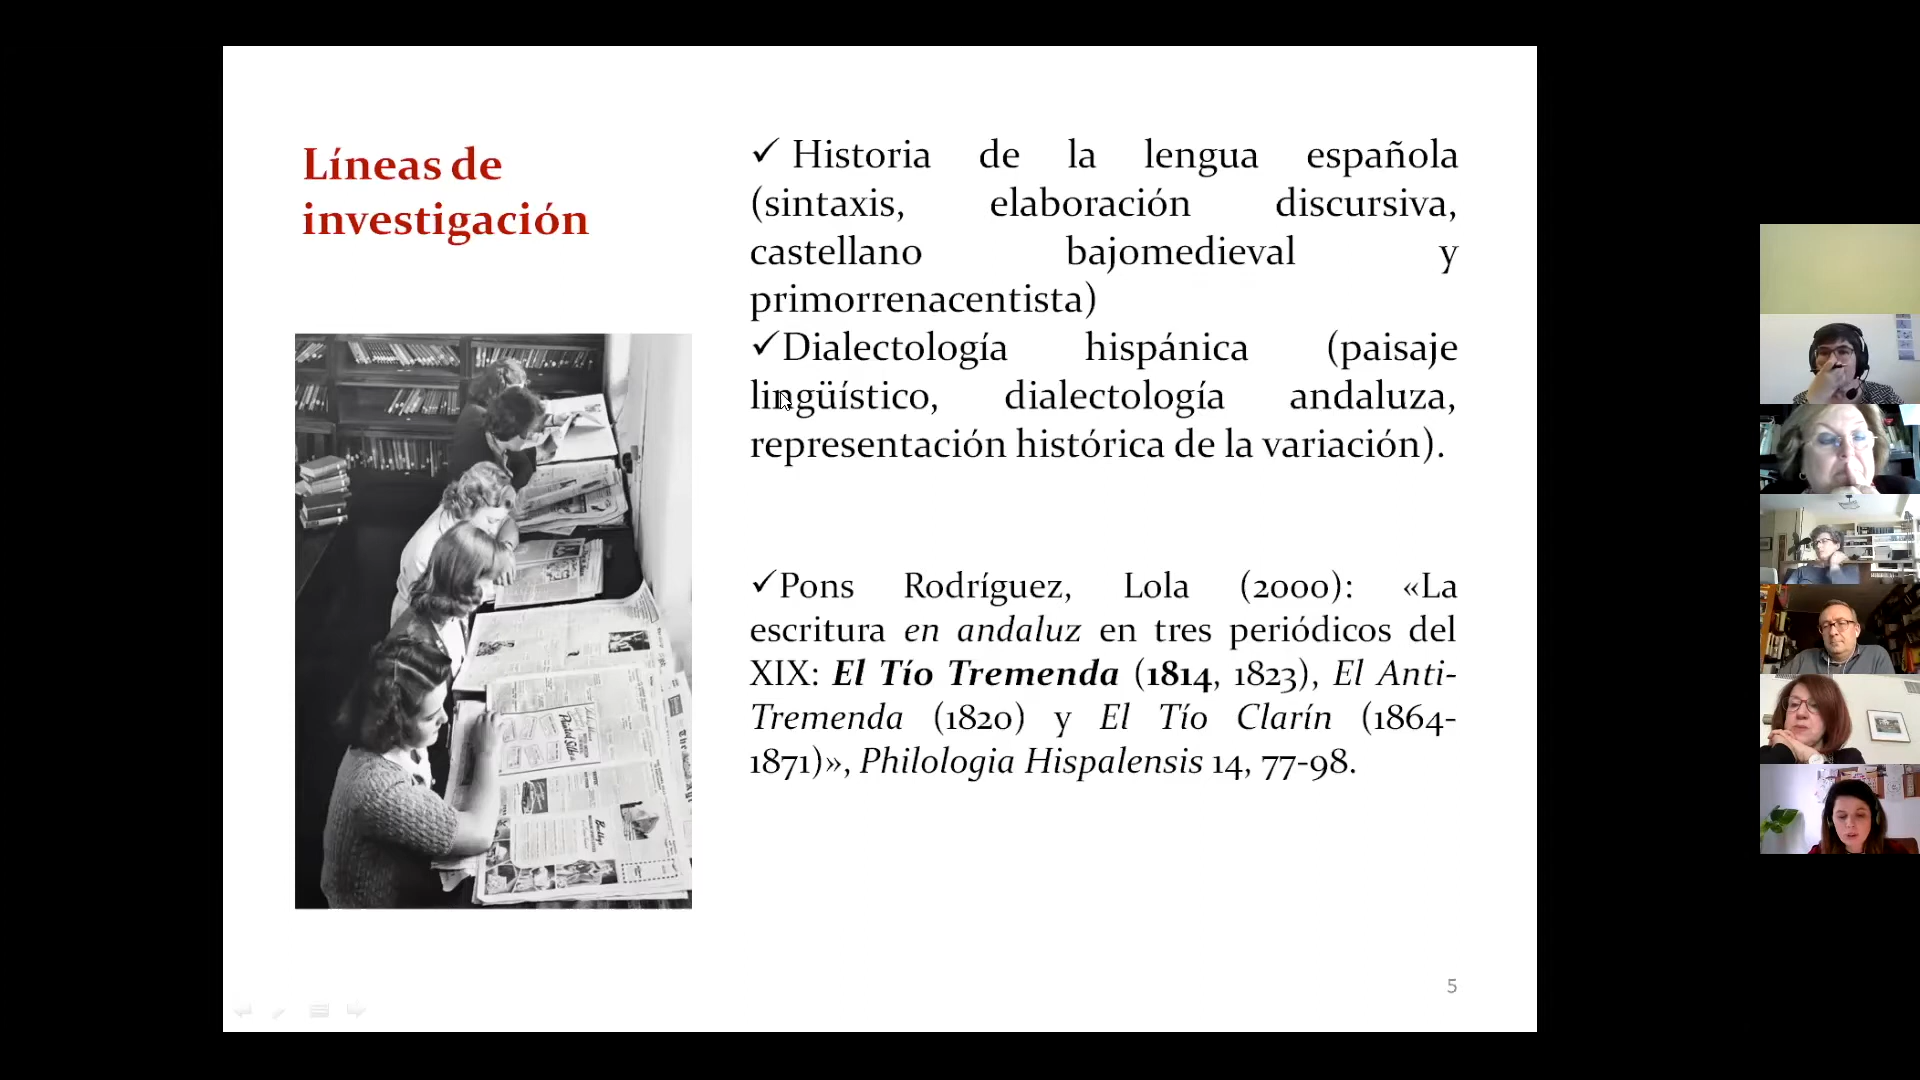 Líneas de
investigación
✓ Historia de la lengua española
(sintaxis, elaboración discursiva,
castellano bajomedieval y
primorrenacentista)
✓Dialectología hispánica (paisaje
lingüístico, dialectología andaluza,
representación histórica de la variación).
✓Pons Rodríguez, Lola (2000): «La
escritura en andaluz en tres periódicos del
XIX: El Tío Tremenda (1814, 1823), El Anti-
Tremenda (1820) y El Tío Clarín (1864-
1871)», Philologia Hispalensis 14, 77-98.
5